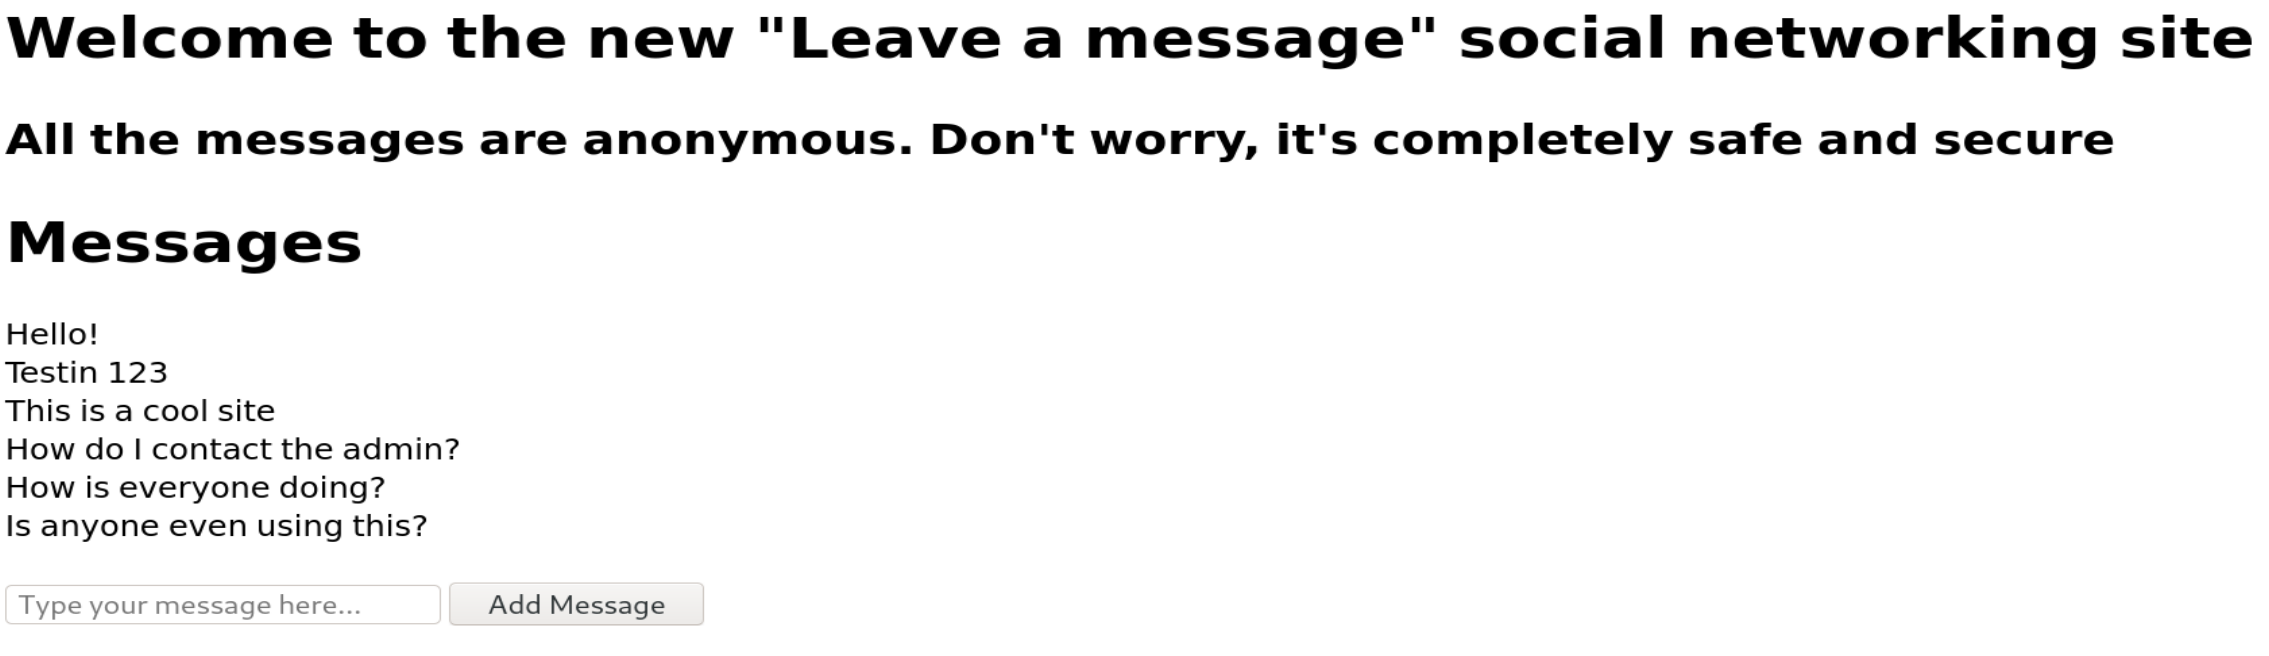 Welcome to the new "Leave a message" social networking site
All the messages are anonymous. Don't worry, it's completely safe and secure
Messages
Hello!
Testin 123
This is a cool site
How do I contact the admin?
How is everyone doing?
Is anyone even using this?
Type your message here... Add Message